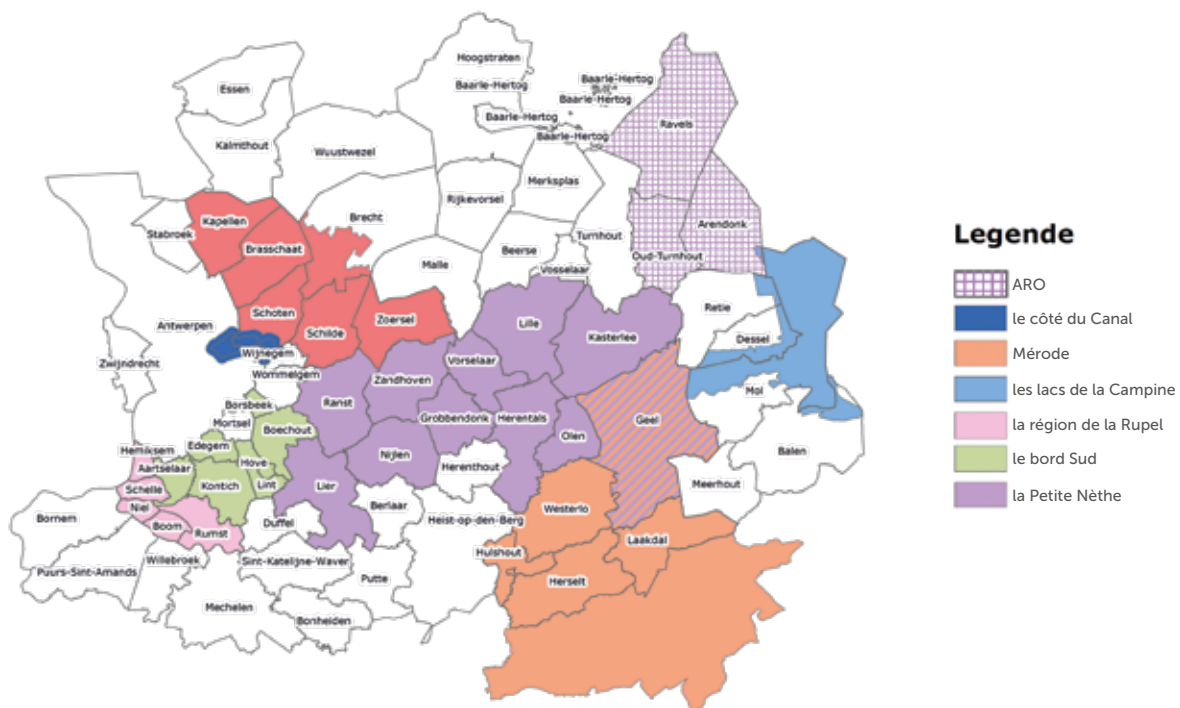 Hoogstraten
Baarle-Hertog
Baarle-Hertog
Baarle-Hertog
Baarle-Hertog
Baarle-Hertog
Essen
Kalmthout
Wuustwezel
Ravels
Merksplas
Rijkevorsel
Kapellen
Brecht
Stabroek
Brasschaat
Turnhout
Arendonk
Beerse
Oud-Turnhout
Malle
Vosselaar
Retie
Schoten
Zoersel
Antwerpen
Schilde
Lille
Kasterlee
Dessel
Wijnegem
Zwijndrecht
Vorselaar
Wommelgem
Zandhoven
Mol
Ranst
Borsbeek
Grobbendonk
Herentals
Geel
Mortsel
Boechout
Olen
Edegem
Hemiksem
Balen
Nijlen
Hove
Aartselaar
Herenthout
Meerhout
Schelle
Kontich
Lint
Lier
Niel
Berlaar
Westerlo
Bornem
Boom
Duffel
Heist-op-den-Berg
Rumst
Laakdal
Hulshout
Willebroek
Sint-Katelijne-Waver
Puurs-Sint-Amands
Putte
Herselt
Mechelen
Bonheiden
Legende
ARO
le côté du Canal
Mérode
les lacs de la Campine
la région de la Rupel
le bord Sud
la Petite Nèthe